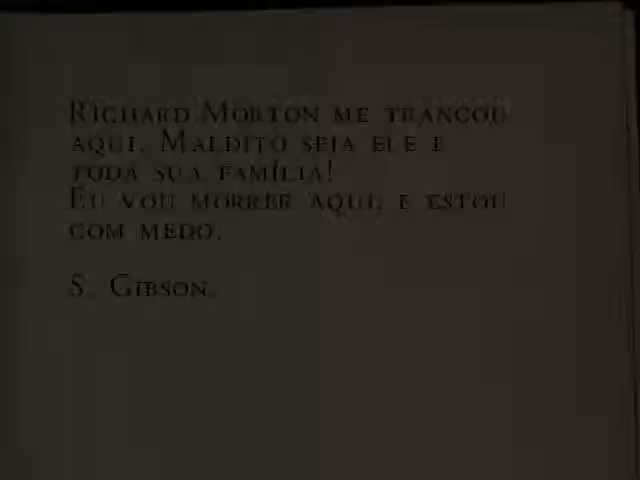 RICHARD MORTON ME TRANCOU
AQUI. MALDITO SEJA ELE E
TODA SUA FAMÍLIA!
EU VOU MORRER AQUI, E ESTOU
COM MEDO.
S. GIBSON.